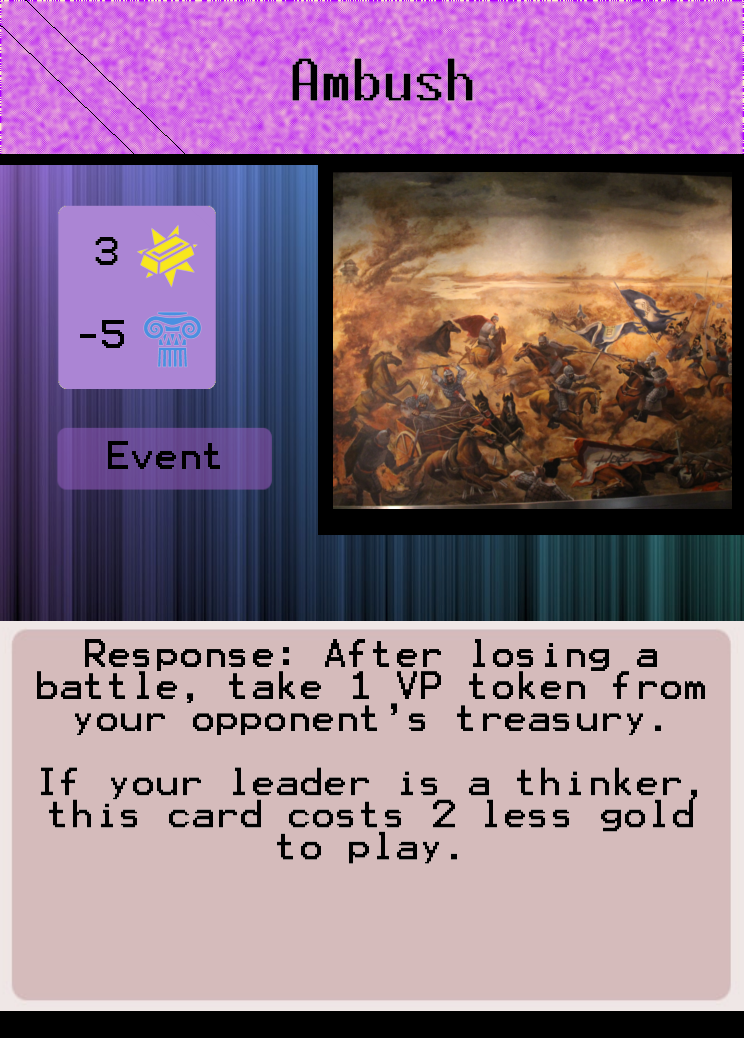 Ambush
3
-5
Event
Response: After losing a
battle, take 1 VP token from
your opponent's treasury.
If your leader is a thinker,
this card costs 2 less gold
to play.